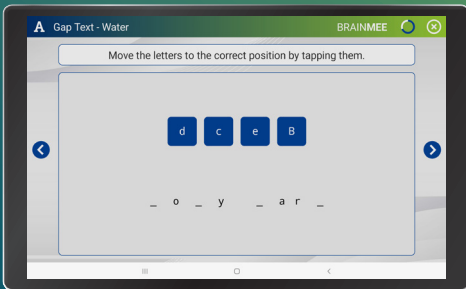 A Gap Text - Water BRAINMEE
Move the letters to the correct position by tapping them.
d c e B
_ o _ y _ a r _